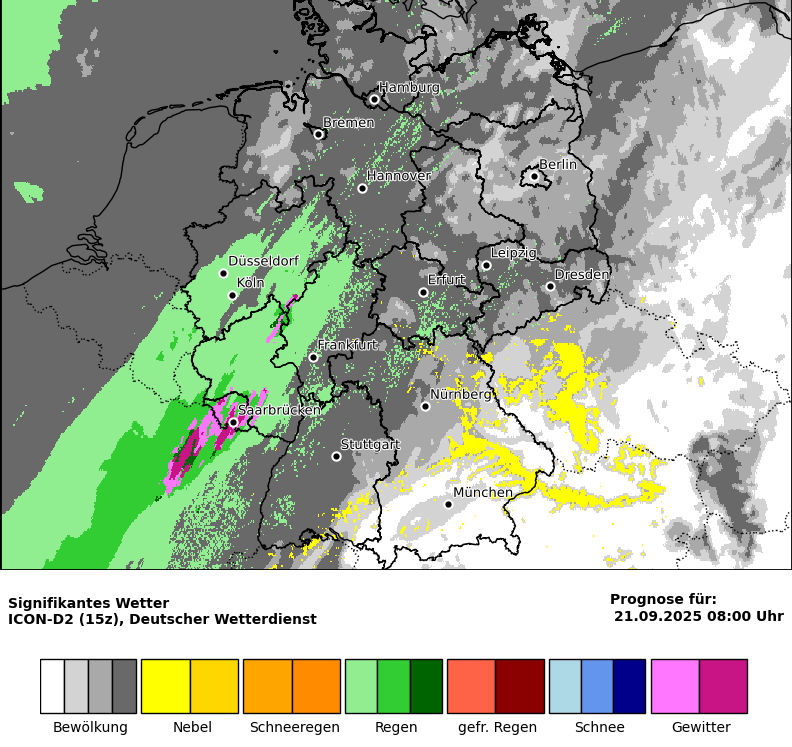 Hamburg
Bremen
Berlin
Hannover
Düsseldorf
Leipzig
Köln
Erfurt
Dresden
Frankfurt
Nürnberg
Saarbrücken
Stuttgart
München
Signifikantes Wetter
ICON-D2 (15z), Deutscher Wetterdienst
Prognose für:
21.09.2025 08:00 Uhr
Bewölkung
Nebel
Schneeregen
Regen
gefr. Regen
Schnee
Gewitter